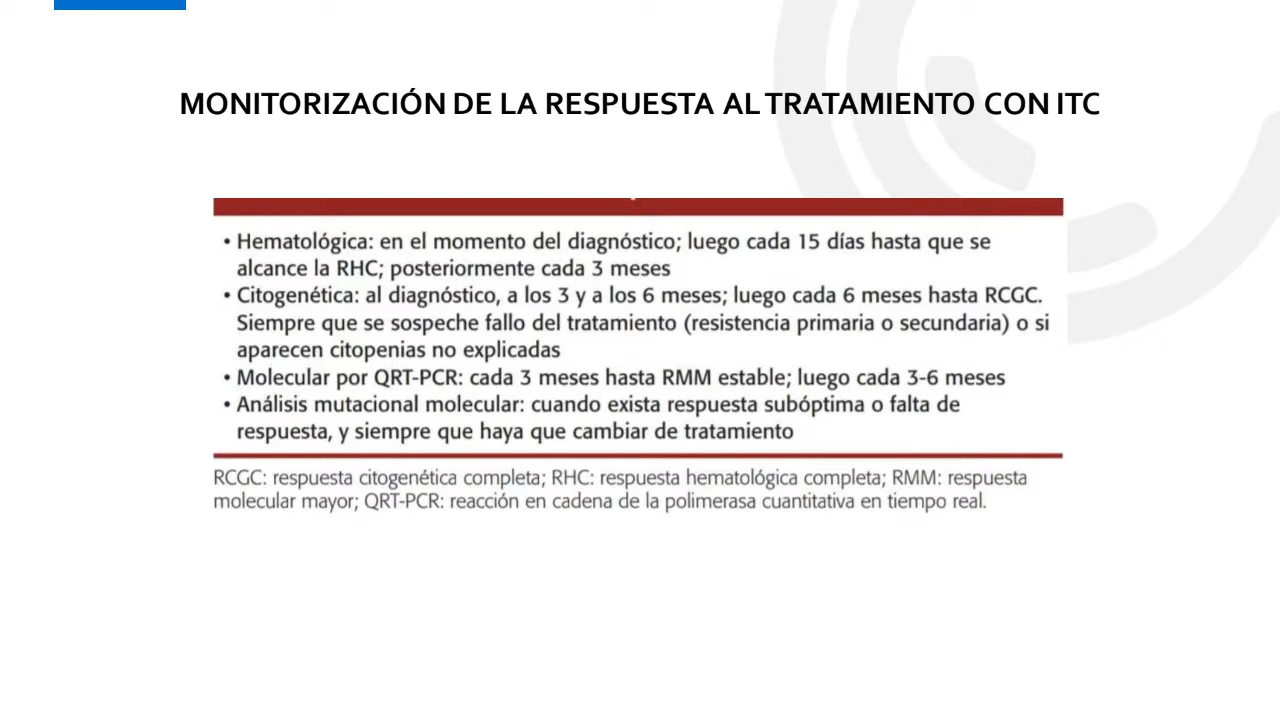 MONITORIZACIÓN DE LA RESPUESTA AL TRATAMIENTO CON ITC
• Hematológica: en el momento del diagnóstico; luego cada 15 días hasta que se
alcance la RHC; posteriormente cada 3 meses
• Citogenética: al diagnóstico, a los 3 y a los 6 meses; luego cada 6 meses hasta RCGC.
Siempre que se sospeche fallo del tratamiento (resistencia primaria o secundaria) o si
aparecen citopenias no explicadas
• Molecular por QRT-PCR: cada 3 meses hasta RMM estable; luego cada 3-6 meses
• Análisis mutacional molecular: cuando exista respuesta subóptima o falta de
respuesta, y siempre que haya que cambiar de tratamiento
RCGC: respuesta citogenética completa; RHC: respuesta hematológica completa; RMM: respuesta
molecular mayor; QRT-PCR: reacción en cadena de la polimerasa cuantitativa en tiempo real.